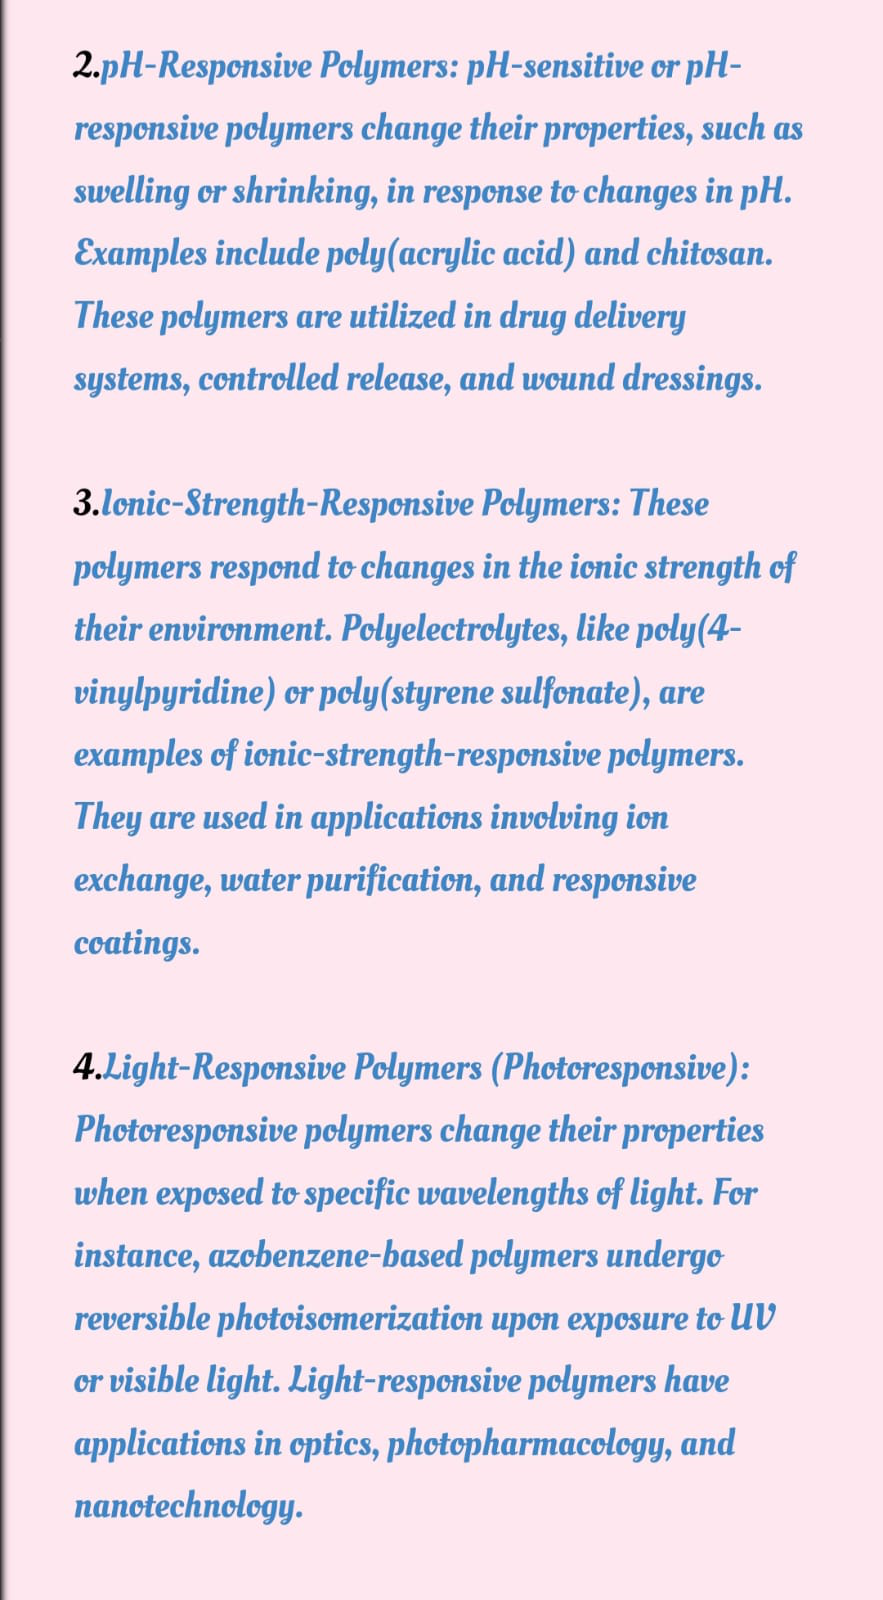 2.pH-Responsive Polymers: pH-sensitive or pH-
responsive polymers change their properties, such as
swelling or shrinking, in response to changes in pH.
Examples include poly(acrylic acid) and chitosan.
These polymers are utilized in drug delivery
systems, controlled release, and wound dressings.
3.Ionic-Strength-Responsive Polymers: These
polymers respond to changes in the ionic strength of
their environment. Polyelectrolytes, like poly(4-
vinylpyridine) or poly(styrene sulfonate), are
examples of ionic-strength-responsive polymers.
They are used in applications involving ion
exchange, water purification, and responsive
coatings.
4.Light-Responsive Polymers (Photoresponsive):
Photoresponsive polymers change their properties
when exposed to specific wavelengths of light. For
instance, azobenzene-based polymers undergo
reversible photoisomerization upon exposure to UV
or visible light. Light-responsive polymers have
applications in optics, photopharmacology, and
nanotechnology.